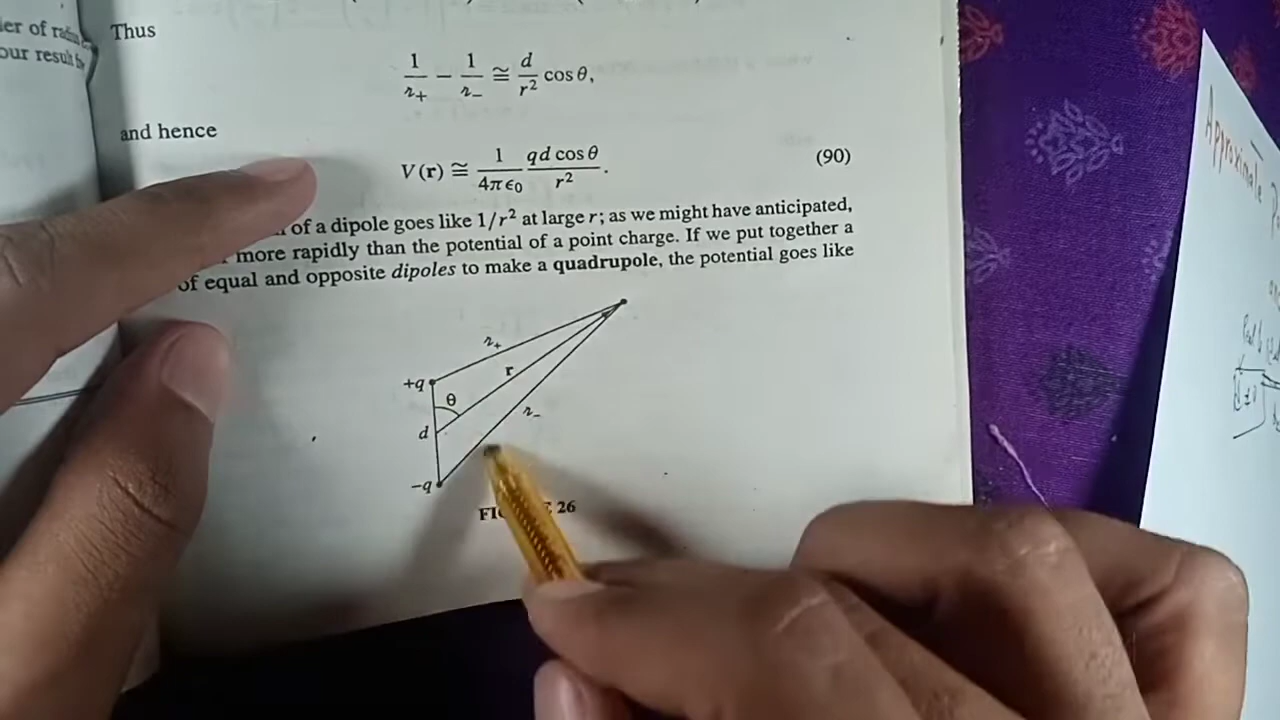 er of
our result
Thus
1/𝓇₊ − 1/𝓇₋ ≅ d/r² cos θ,
and hence
V(r) ≅ 1/4πϵ₀ qd cos θ/r². (90)
of a dipole goes like 1/r² at large r; as we might have anticipated,
more rapidly than the potential of a point charge. If we put together a
of equal and opposite dipoles to make a quadrupole, the potential goes like
𝓇₊
r
+q
θ
𝓇₋
d
−q
26
Approximate